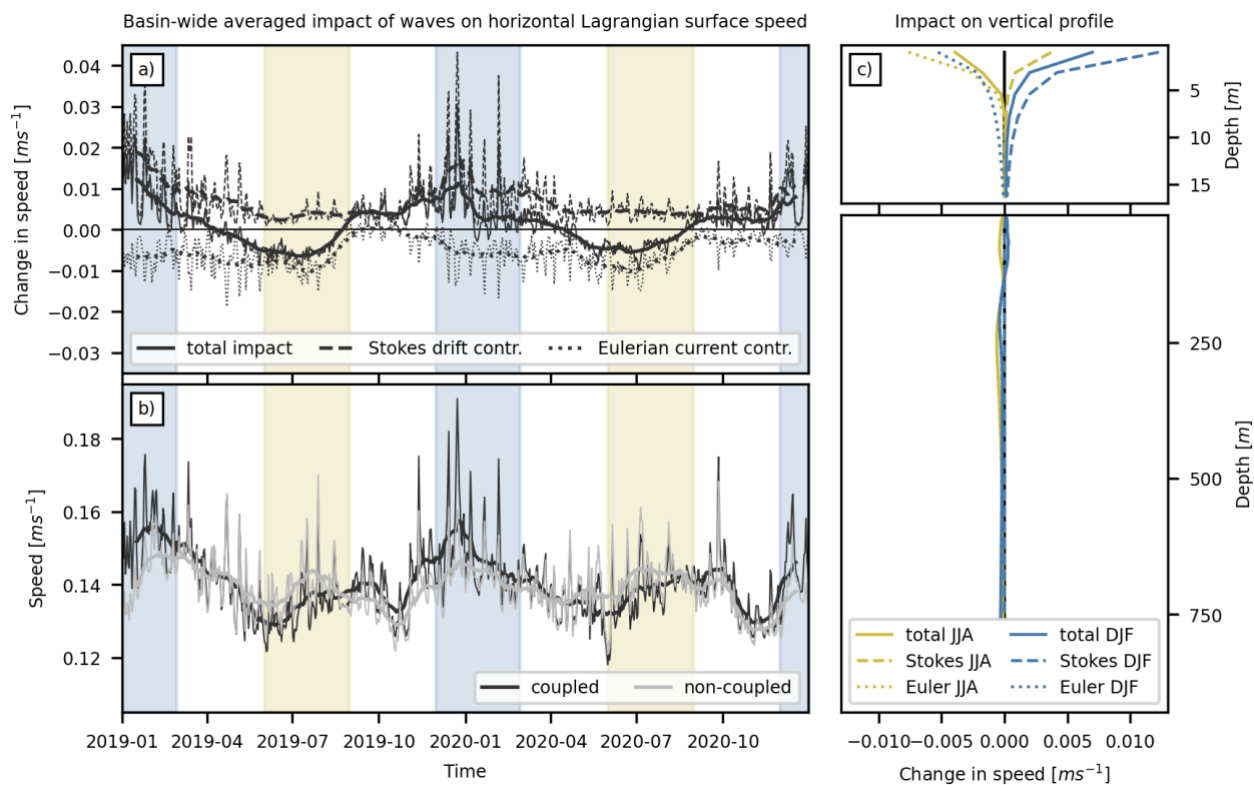 Basin-wide averaged impact of waves on horizontal Lagrangian surface speed
Impact on vertical profile
a)
0.04
0.03
0.02
0.01
0.00
−0.01
−0.02
−0.03
Change in speed [ms⁻¹]
total impact
Stokes drift contr.
Eulerian current contr.
b)
0.18
0.16
0.14
0.12
Speed [ms⁻¹]
coupled
non-coupled
2019-01 2019-04 2019-07 2019-10 2020-01 2020-04 2020-07 2020-10
Time
c)
5
10
15
Depth [m]
250
500
750
Depth [m]
total JJA
Stokes JJA
Euler JJA
total DJF
Stokes DJF
Euler DJF
−0.010 −0.005 0.000 0.005 0.010
Change in speed [ms⁻¹]